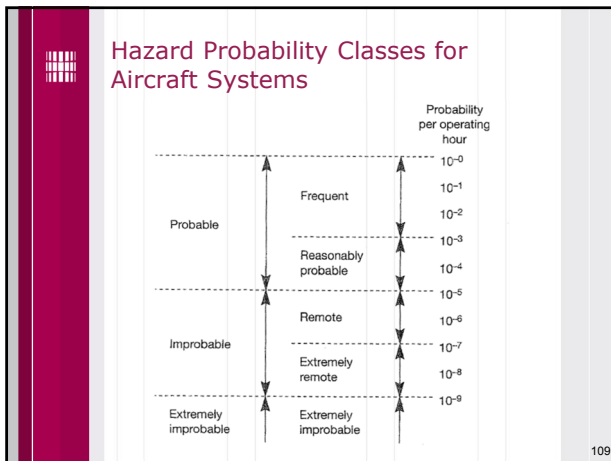 Hazard Probability Classes for
Aircraft Systems
Probability
per operating
hour
10⁻⁰
10⁻¹
Frequent
10⁻²
Probable
10⁻³
Reasonably
probable
10⁻⁴
10⁻⁵
Remote
10⁻⁶
Improbable
10⁻⁷
Extremely
remote
10⁻⁸
10⁻⁹
Extremely
improbable
Extremely
improbable
109